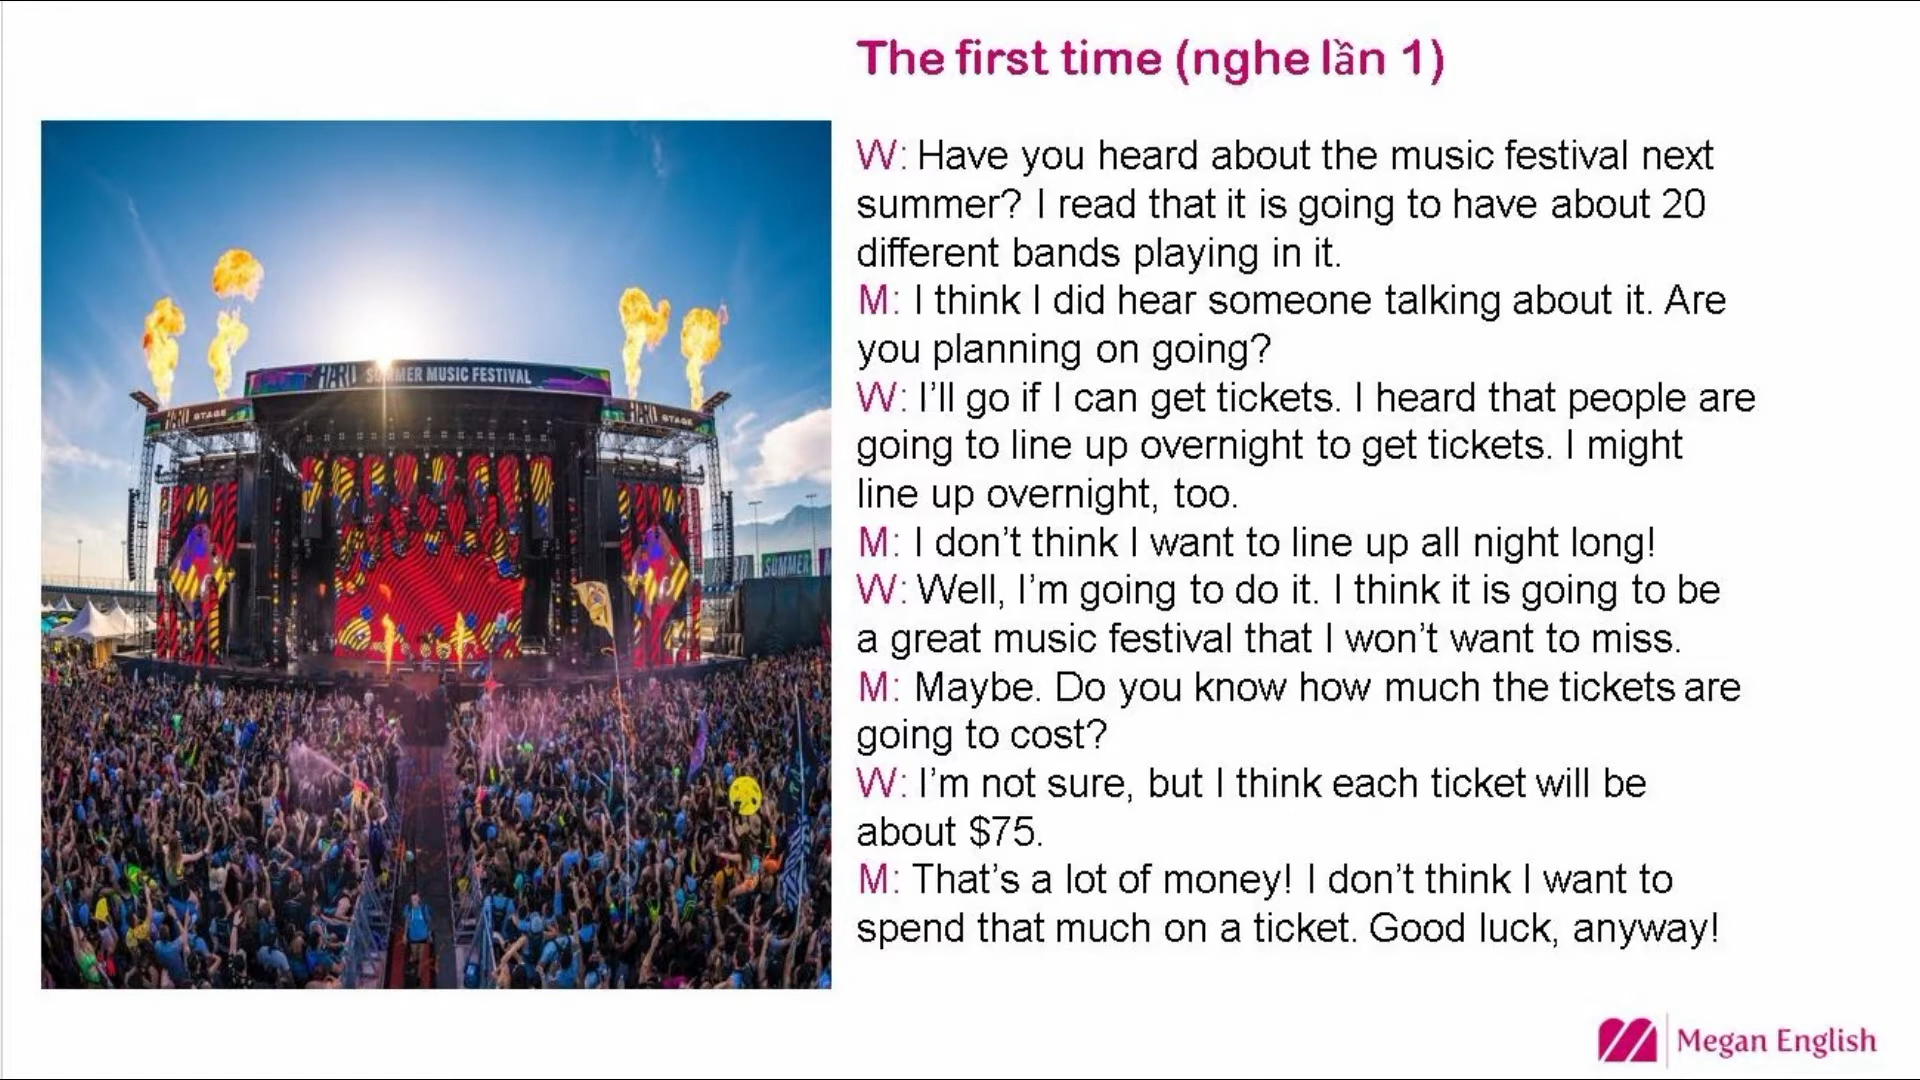 The first time (nghe lần 1)
W: Have you heard about the music festival next
summer? I read that it is going to have about 20
different bands playing in it.
M: I think I did hear someone talking about it. Are
you planning on going?
W: I'll go if I can get tickets. I heard that people are
going to line up overnight to get tickets. I might
line up overnight, too.
M: I don't think I want to line up all night long!
W: Well, I'm going to do it. I think it is going to be
a great music festival that I won't want to miss.
M: Maybe. Do you know how much the tickets are
going to cost?
W: I'm not sure, but I think each ticket will be
about $75.
M: That's a lot of money! I don't think I want to
spend that much on a ticket. Good luck, anyway!
HARD SUMMER MUSIC FESTIVAL
HARD STAGE
HARD STAGE
SUMMER
Megan English